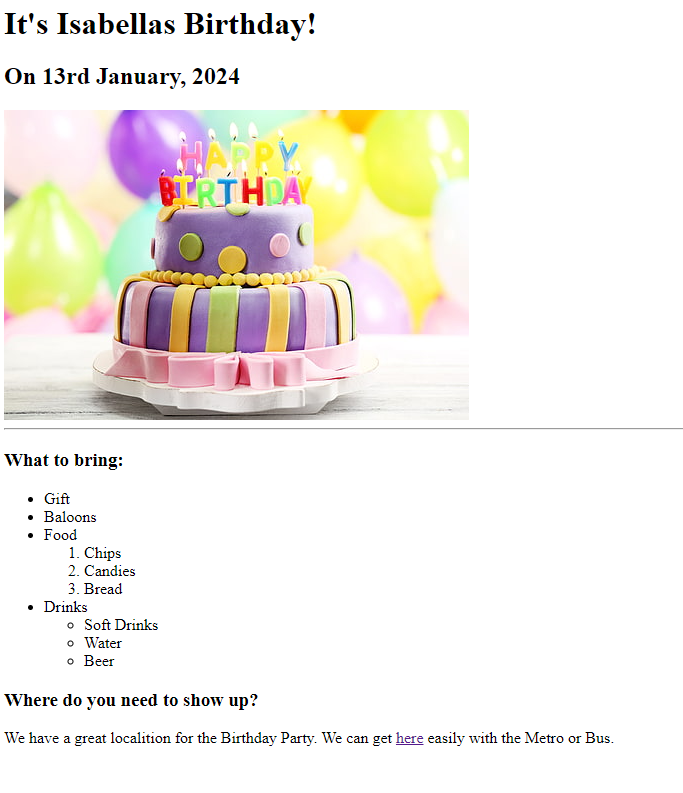 It's Isabellas Birthday!
On 13rd January, 2024
HAPPY
BIRTHDAY
What to bring:
• Gift
• Baloons
• Food
1. Chips
2. Candies
3. Bread
• Drinks
◦ Soft Drinks
◦ Water
◦ Beer
Where do you need to show up?
We have a great localition for the Birthday Party. We can get here easily with the Metro or Bus.